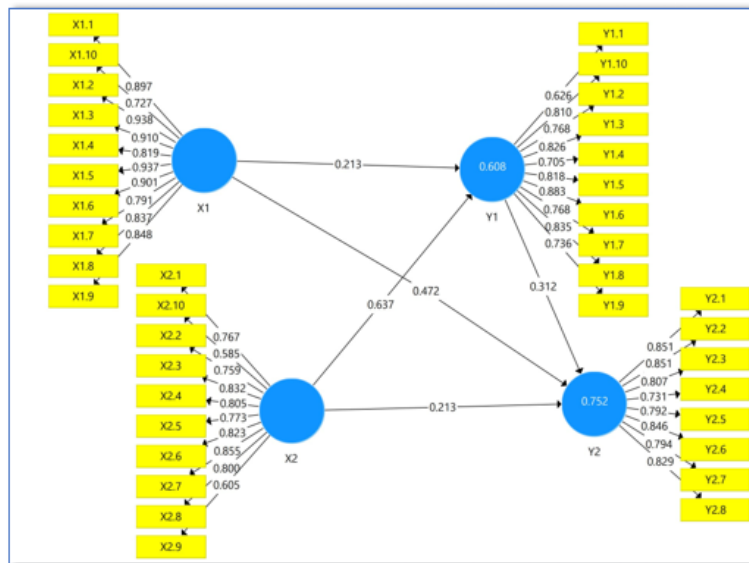 X1.1
X1.10
X1.2
X1.3
X1.4
X1.5
X1.6
X1.7
X1.8
X1.9
0.897
0.727
0.938
0.910
0.819
0.937
0.901
0.791
0.837
0.848
X1
0.213
0.472
0.608
Y1
0.626
0.810
0.768
0.826
0.705
0.818
0.883
0.768
0.835
0.736
Y1.1
Y1.10
Y1.2
Y1.3
Y1.4
Y1.5
Y1.6
Y1.7
Y1.8
Y1.9
X2.1
X2.10
X2.2
X2.3
X2.4
X2.5
X2.6
X2.7
X2.8
X2.9
0.767
0.585
0.759
0.832
0.805
0.773
0.823
0.855
0.800
0.605
X2
0.637
0.213
0.312
0.752
Y2
0.851
0.851
0.807
0.731
0.792
0.846
0.794
0.829
Y2.1
Y2.2
Y2.3
Y2.4
Y2.5
Y2.6
Y2.7
Y2.8